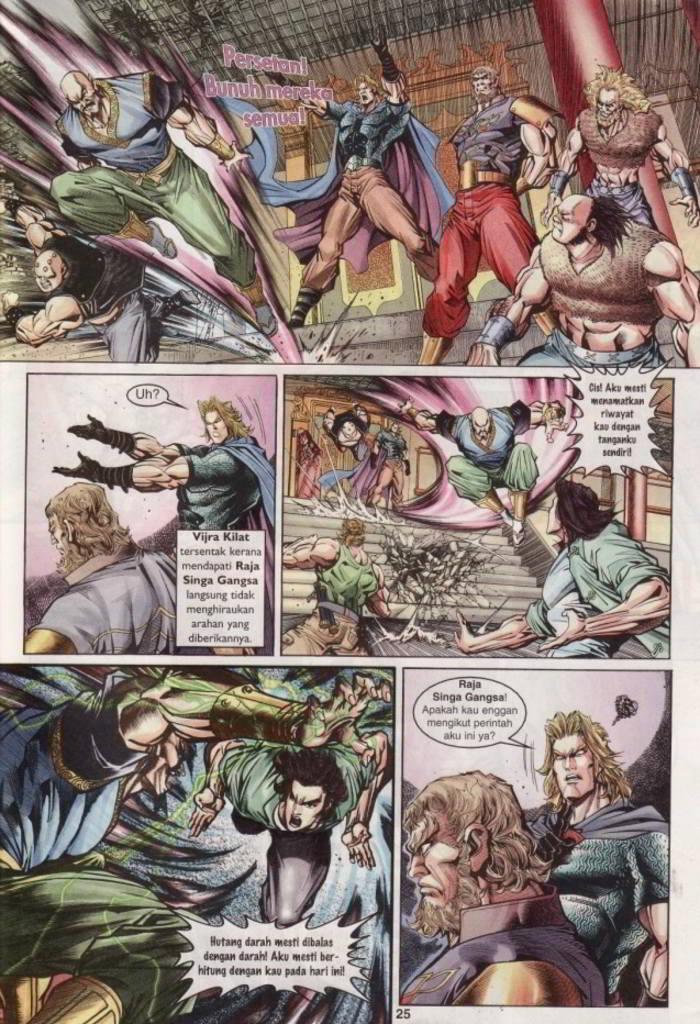 Persetan!
Bunuh mereka
semua!
Uh?
Vijra Kilat
tersentak kerana
mendapati Raja
Singa Gangsa
langsung tidak
menghiraukan
arahan yang
diberikannya.
Cis! Aku mesti
menamatkan
riwayat
kau dengan
tanganku
sendiri!
Hutang darah mesti dibalas
dengan darah! Aku mesti ber-
hitung dengan kau pada hari ini!
Raja
Singa Gangsa!
Apakah kau enggan
mengikut perintah
aku ini ya?
25